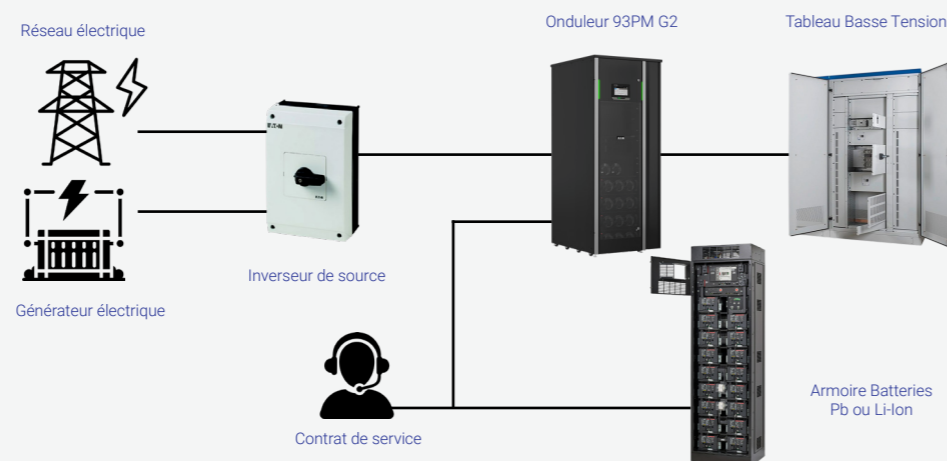 Réseau électrique
Onduleur 93PM G2
Tableau Basse Tension
EATON
Inverseur de source
Générateur électrique
Contrat de service
Armoire Batteries
Pb ou Li-Ion